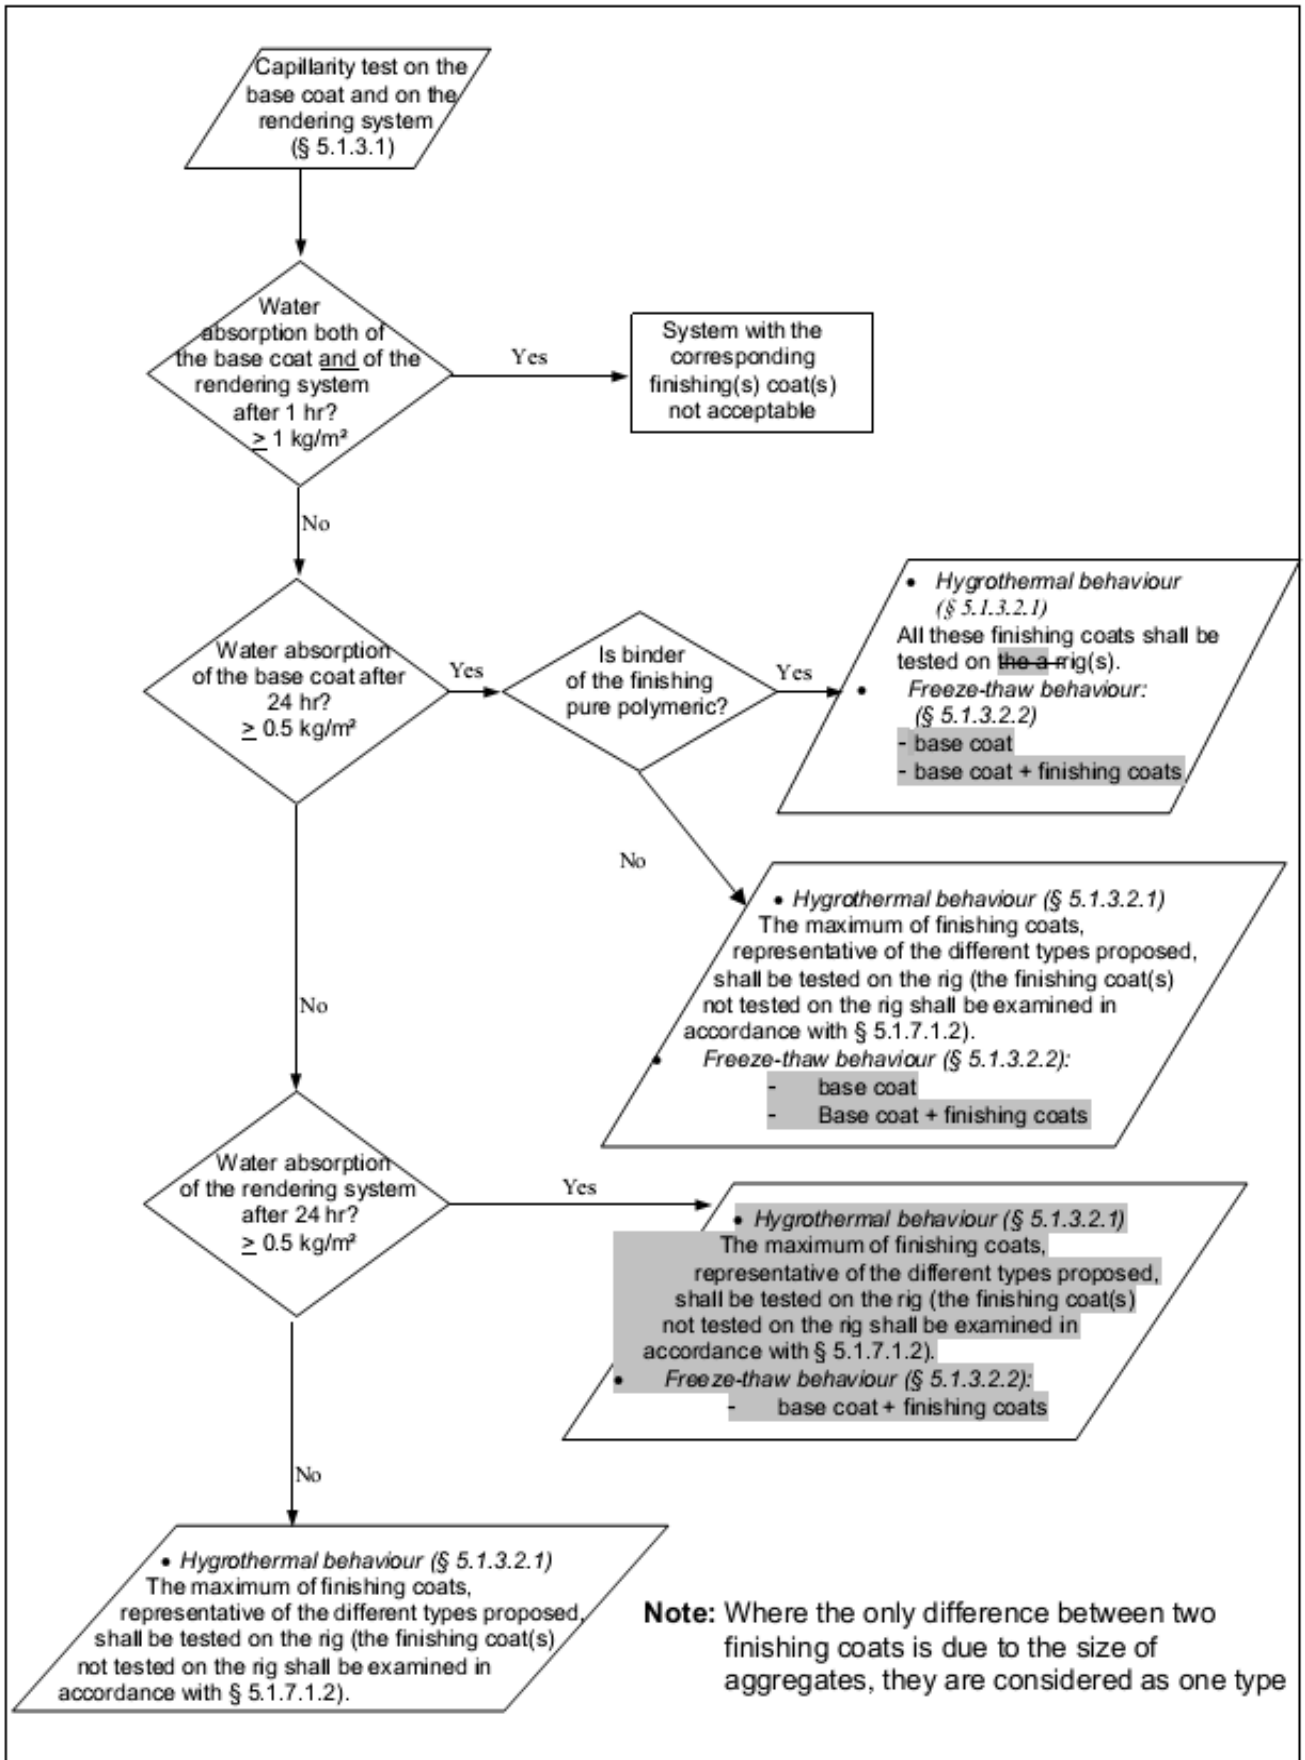 Capillarity test on the
base coat and on the
rendering system
(§ 5.1.3.1)
Water
absorption both of
the base coat and of the
rendering system
after 1 hr?
≥ 1 kg/m²
Yes
System with the
corresponding
finishing(s) coat(s)
not acceptable
No
Water absorption
of the base coat after
24 hr?
≥ 0.5 kg/m²
Yes
Is binder
of the finishing
pure polymeric?
Yes
• Hygrothermal behaviour
(§ 5.1.3.2.1)
All these finishing coats shall be
tested on the a rrig(s).
• Freeze-thaw behaviour:
(§ 5.1.3.2.2)
- base coat
- base coat + finishing coats
No
• Hygrothermal behaviour (§ 5.1.3.2.1)
The maximum of finishing coats,
representative of the different types proposed,
shall be tested on the rig (the finishing coat(s)
not tested on the rig shall be examined in
accordance with § 5.1.7.1.2).
• Freeze-thaw behaviour (§ 5.1.3.2.2):
- base coat
- Base coat + finishing coats
No
Water absorption
of the rendering system
after 24 hr?
≥ 0.5 kg/m²
Yes
• Hygrothermal behaviour (§ 5.1.3.2.1)
The maximum of finishing coats,
representative of the different types proposed,
shall be tested on the rig (the finishing coat(s)
not tested on the rig shall be examined in
accordance with § 5.1.7.1.2).
• Freeze-thaw behaviour (§ 5.1.3.2.2):
- base coat + finishing coats
No
• Hygrothermal behaviour (§ 5.1.3.2.1)
The maximum of finishing coats,
representative of the different types proposed,
shall be tested on the rig (the finishing coat(s)
not tested on the rig shall be examined in
accordance with § 5.1.7.1.2).
Note: Where the only difference between two
finishing coats is due to the size of
aggregates, they are considered as one type